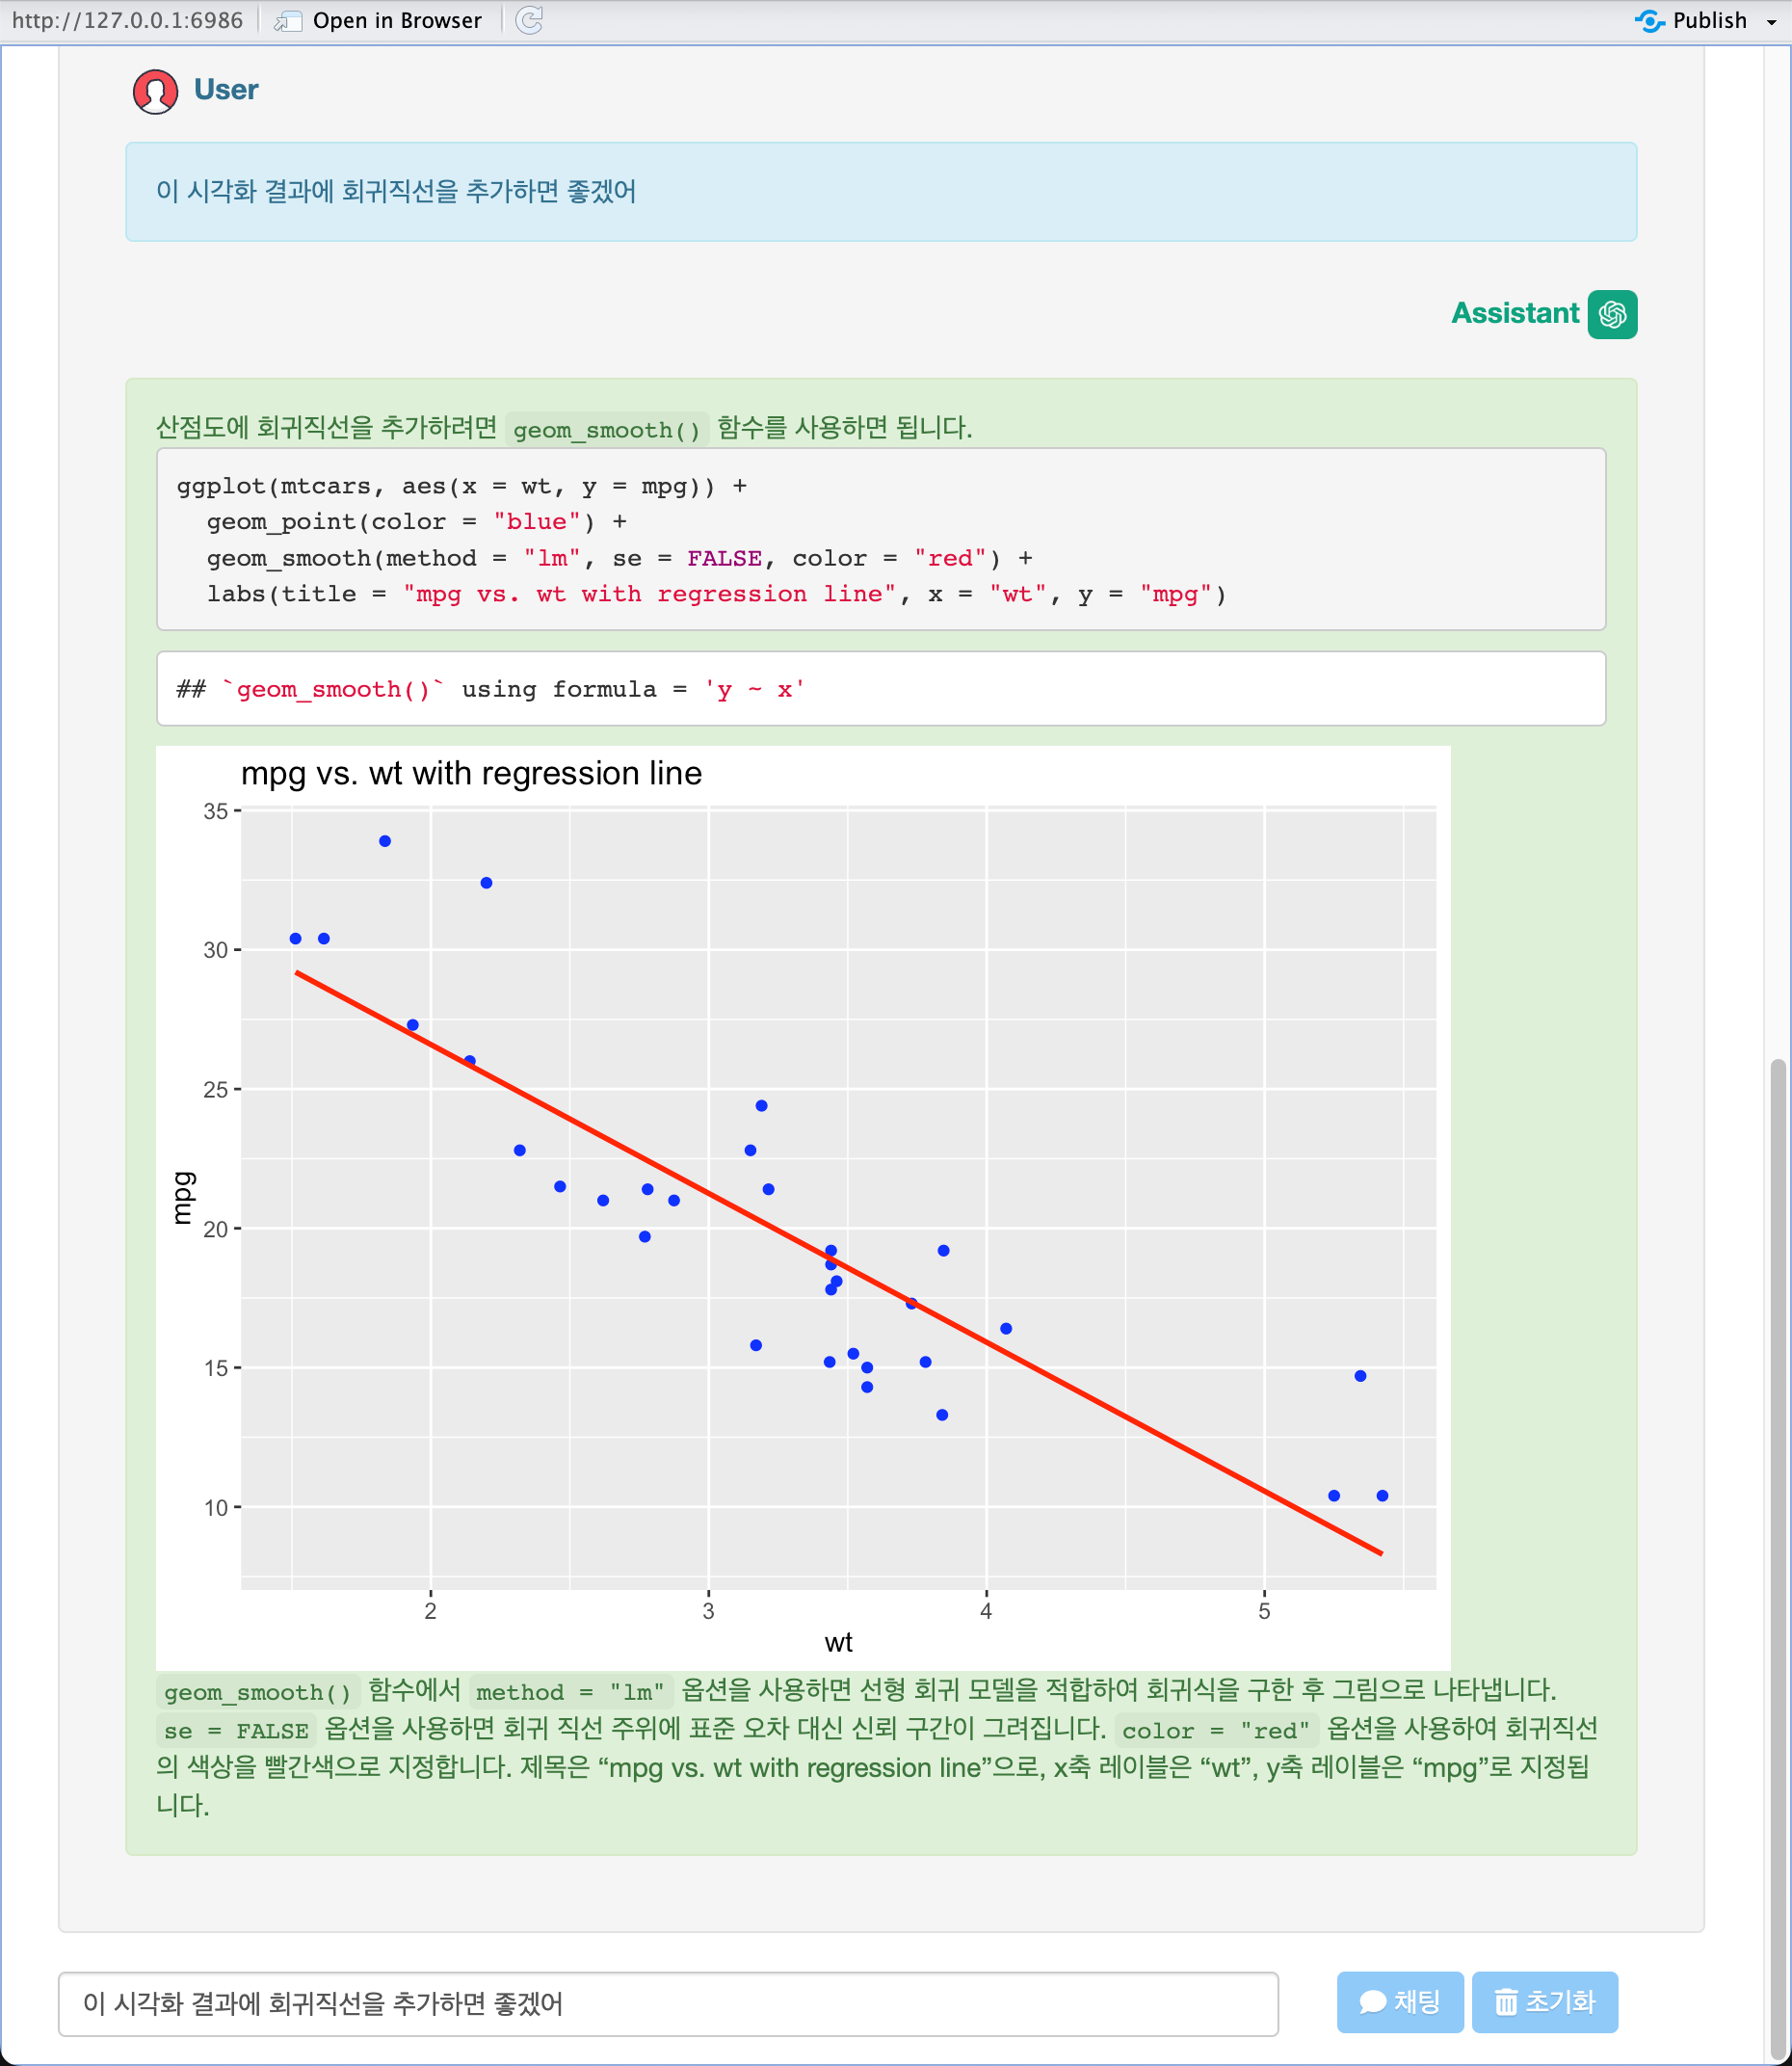 http://127.0.0.1:6986 Open in Browser Publish
User
이 시각화 결과에 회귀직선을 추가하면 좋겠어
Assistant
산점도에 회귀직선을 추가하려면 geom_smooth() 함수를 사용하면 됩니다.
ggplot(mtcars, aes(x = wt, y = mpg)) +
  geom_point(color = "blue") +
  geom_smooth(method = "lm", se = FALSE, color = "red") +
  labs(title = "mpg vs. wt with regression line", x = "wt", y = "mpg")
## `geom_smooth()` using formula = 'y ~ x'
mpg vs. wt with regression line
35
30
25
20
15
10
mpg
2 3 4 5
wt
geom_smooth() 함수에서 method = "lm" 옵션을 사용하면 선형 회귀 모델을 적합하여 회귀식을 구한 후 그림으로 나타냅니다.
se = FALSE 옵션을 사용하면 회귀 직선 주위에 표준 오차 대신 신뢰 구간이 그려집니다. color = "red" 옵션을 사용하여 회귀직선
의 색상을 빨간색으로 지정합니다. 제목은 “mpg vs. wt with regression line”으로, x축 레이블은 “wt”, y축 레이블은 “mpg”로 지정됩
니다.
이 시각화 결과에 회귀직선을 추가하면 좋겠어 채팅 초기화